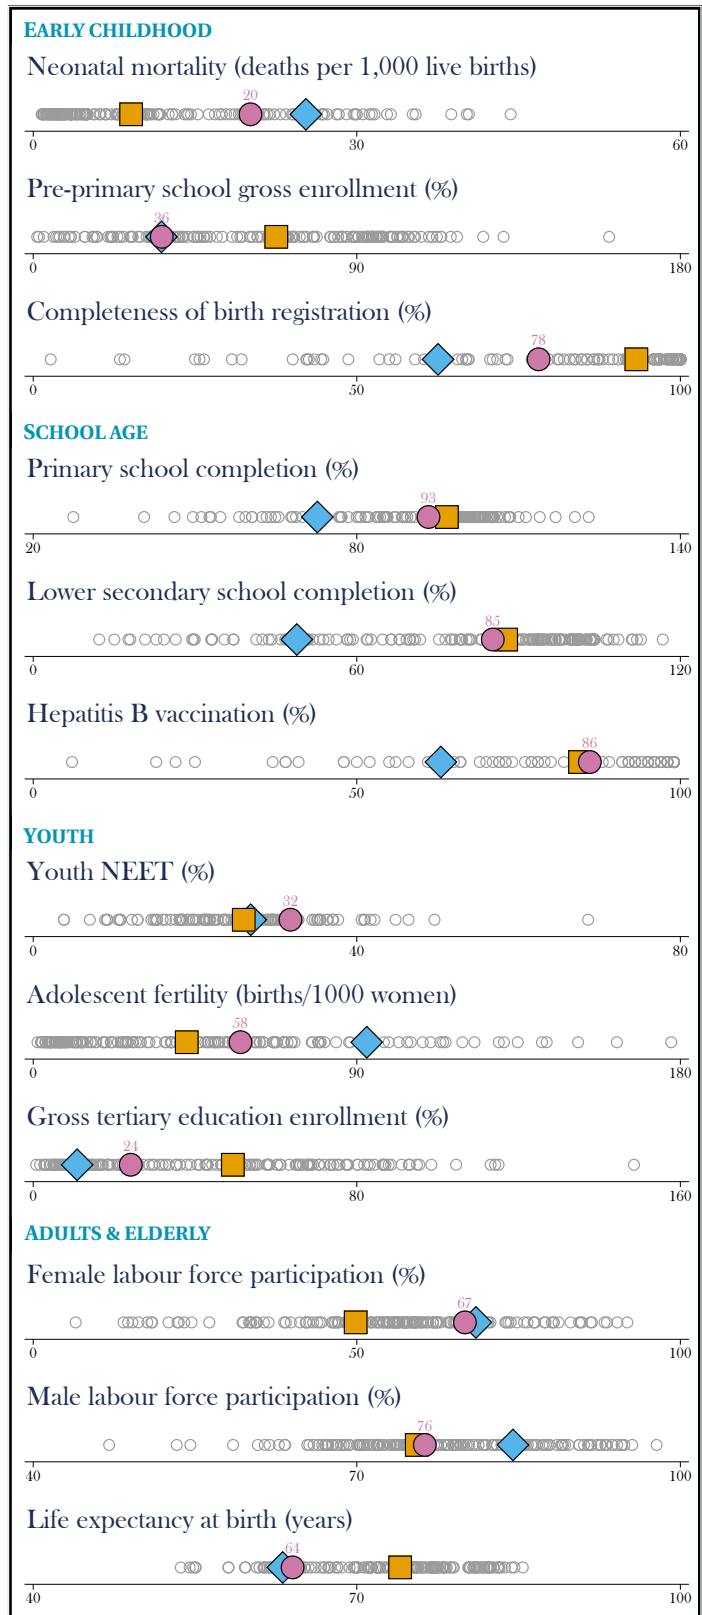 EARLY CHILDHOOD
Neonatal mortality (deaths per 1,000 live births)
20
0 30 60
Pre-primary school gross enrollment (%)
36
0 90 180
Completeness of birth registration (%)
78
0 50 100
SCHOOL AGE
Primary school completion (%)
93
20 80 140
Lower secondary school completion (%)
85
0 60 120
Hepatitis B vaccination (%)
86
0 50 100
YOUTH
Youth NEET (%)
32
0 40 80
Adolescent fertility (births/1000 women)
58
0 90 180
Gross tertiary education enrollment (%)
24
0 80 160
ADULTS & ELDERLY
Female labour force participation (%)
67
0 50 100
Male labour force participation (%)
76
40 70 100
Life expectancy at birth (years)
64
40 70 100